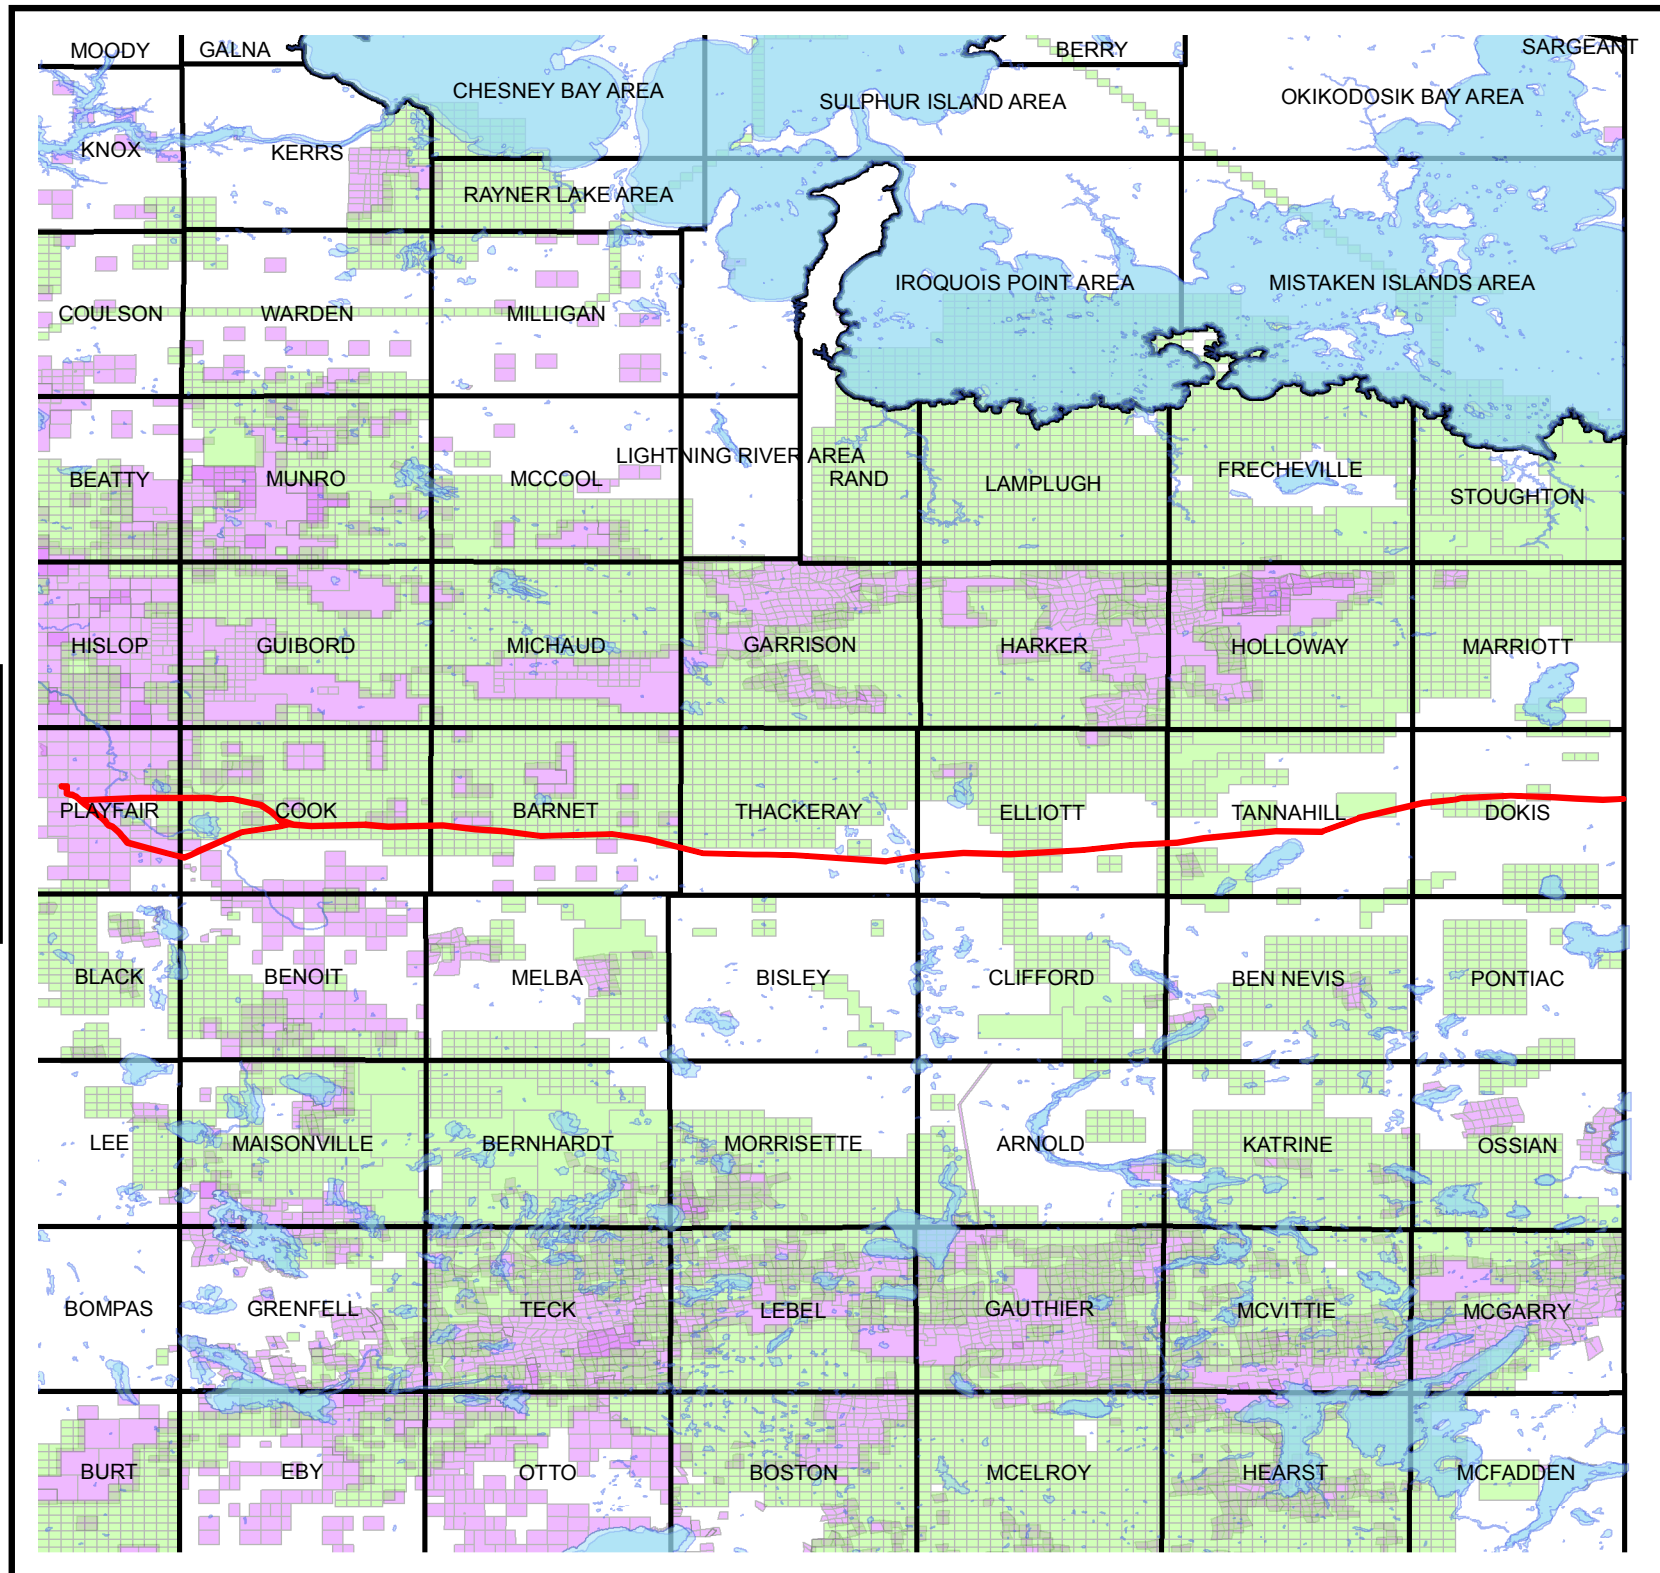 MOODY
GALNA
BERRY
SARGEANT
CHESNEY BAY AREA
SULPHUR ISLAND AREA
OKIKODOSIK BAY AREA
KNOX
KERRS
RAYNER LAKE AREA
IROQUOIS POINT AREA
MISTAKEN ISLANDS AREA
COULSON
WARDEN
MILLIGAN
LIGHTNING RIVER AREA
BEATTY
MUNRO
MCCOOL
RAND
LAMPLUGH
FRECHEVILLE
STOUGHTON
HISLOP
GUIBORD
MICHAUD
GARRISON
HARKER
HOLLOWAY
MARRIOTT
PLAYFAIR
COOK
BARNET
THACKERAY
ELLIOTT
TANNAHILL
DOKIS
BLACK
BENOIT
MELBA
BISLEY
CLIFFORD
BEN NEVIS
PONTIAC
LEE
MAISONVILLE
BERNHARDT
MORRISETTE
ARNOLD
KATRINE
OSSIAN
BOMPAS
GRENFELL
TECK
LEBEL
GAUTHIER
MCVITTIE
MCGARRY
BURT
EBY
OTTO
BOSTON
MCELROY
HEARST
MCFADDEN